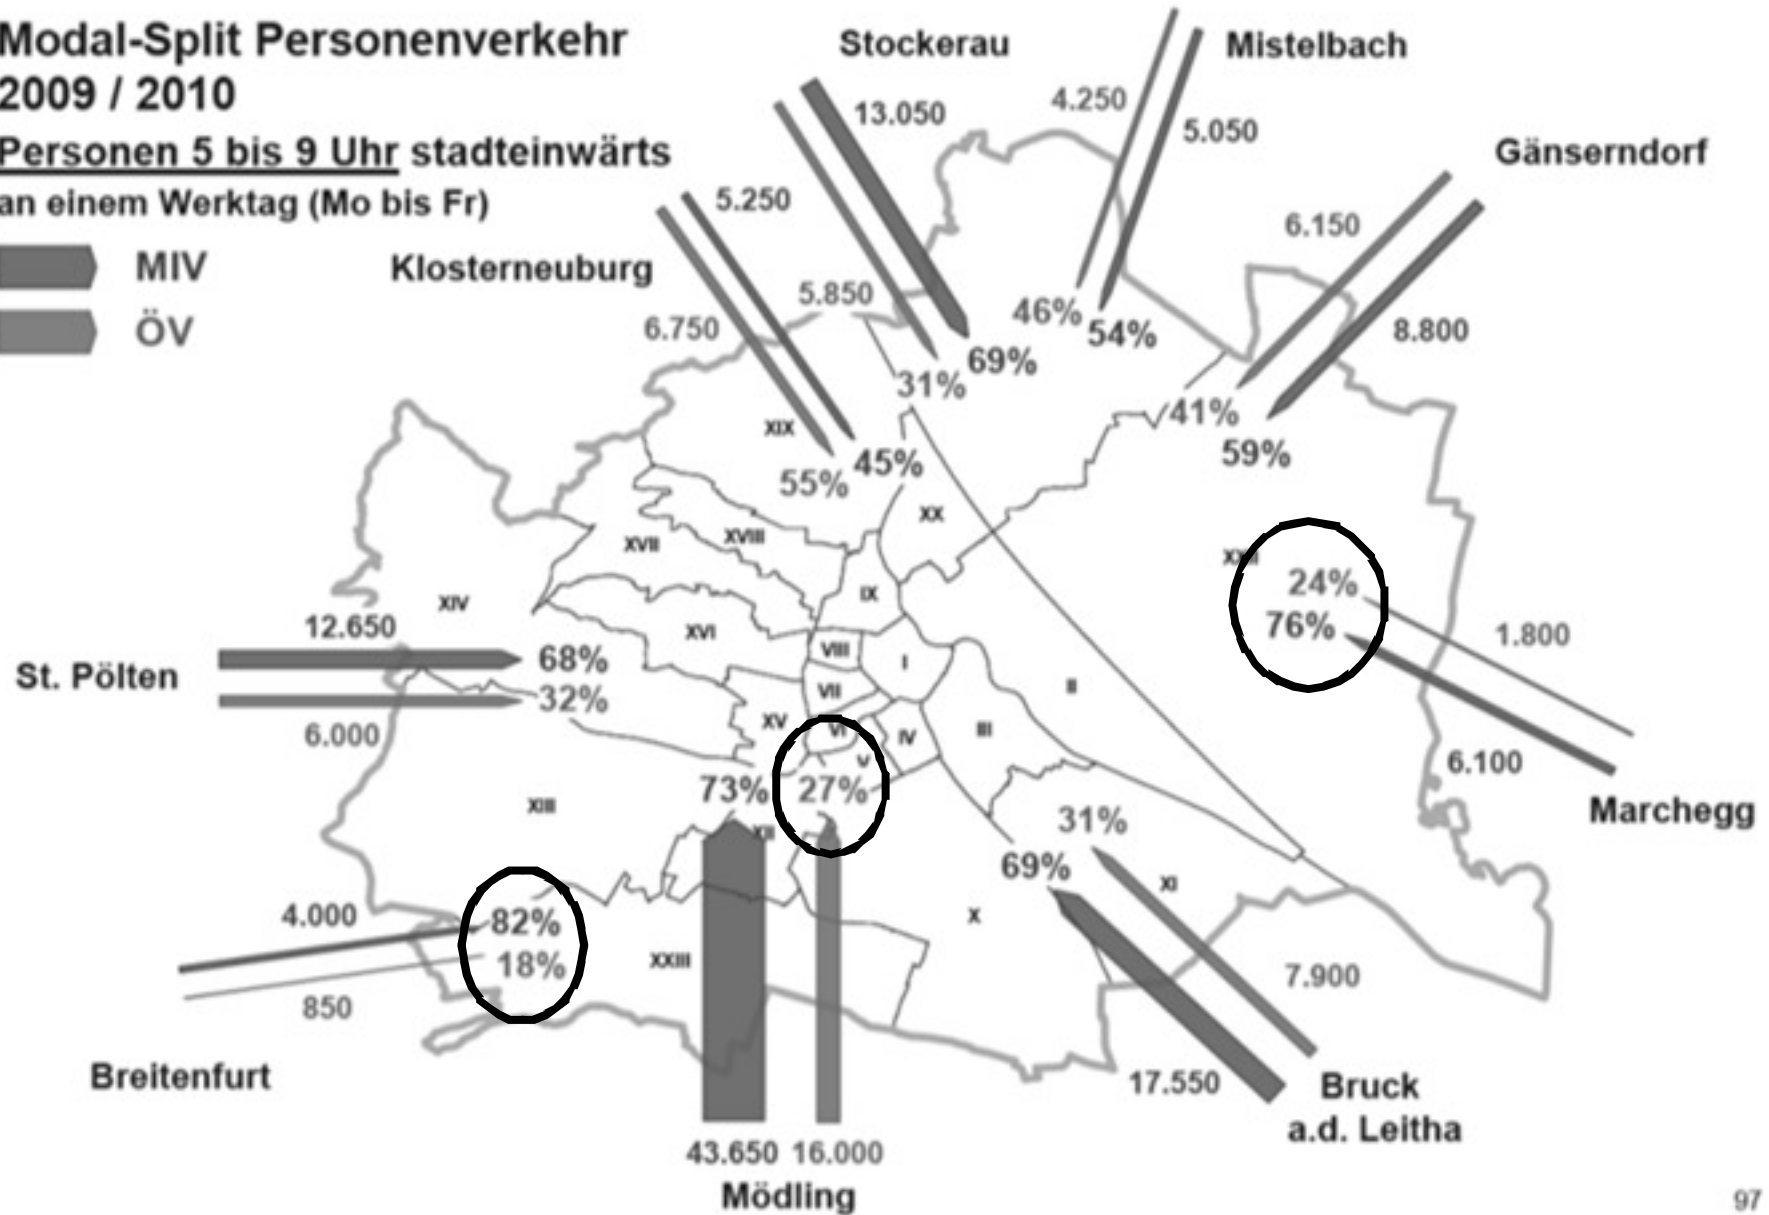 Modal-Split Personenverkehr
2009 / 2010
Personen 5 bis 9 Uhr stadteinwärts
an einem Werktag (Mo bis Fr)
MIV
ÖV
Stockerau
13.050
5.850
69%
31%
Mistelbach
4.250
5.050
46%
54%
Gänserndorf
6.150
8.800
41%
59%
Klosterneuburg
5.250
6.750
45%
55%
XIX
XX
XVIII
XVII
IX
XIV
XVI
VIII
I
VII
II
XV
VI
IV
III
V
XIII
XII
XI
X
XXIII
24%
76%
1.800
6.100
Marchegg
St. Pölten
12.650
68%
32%
6.000
73%
27%
31%
69%
7.900
17.550
Bruck
a.d. Leitha
4.000
82%
18%
850
Breitenfurt
43.650 16.000
Mödling
97